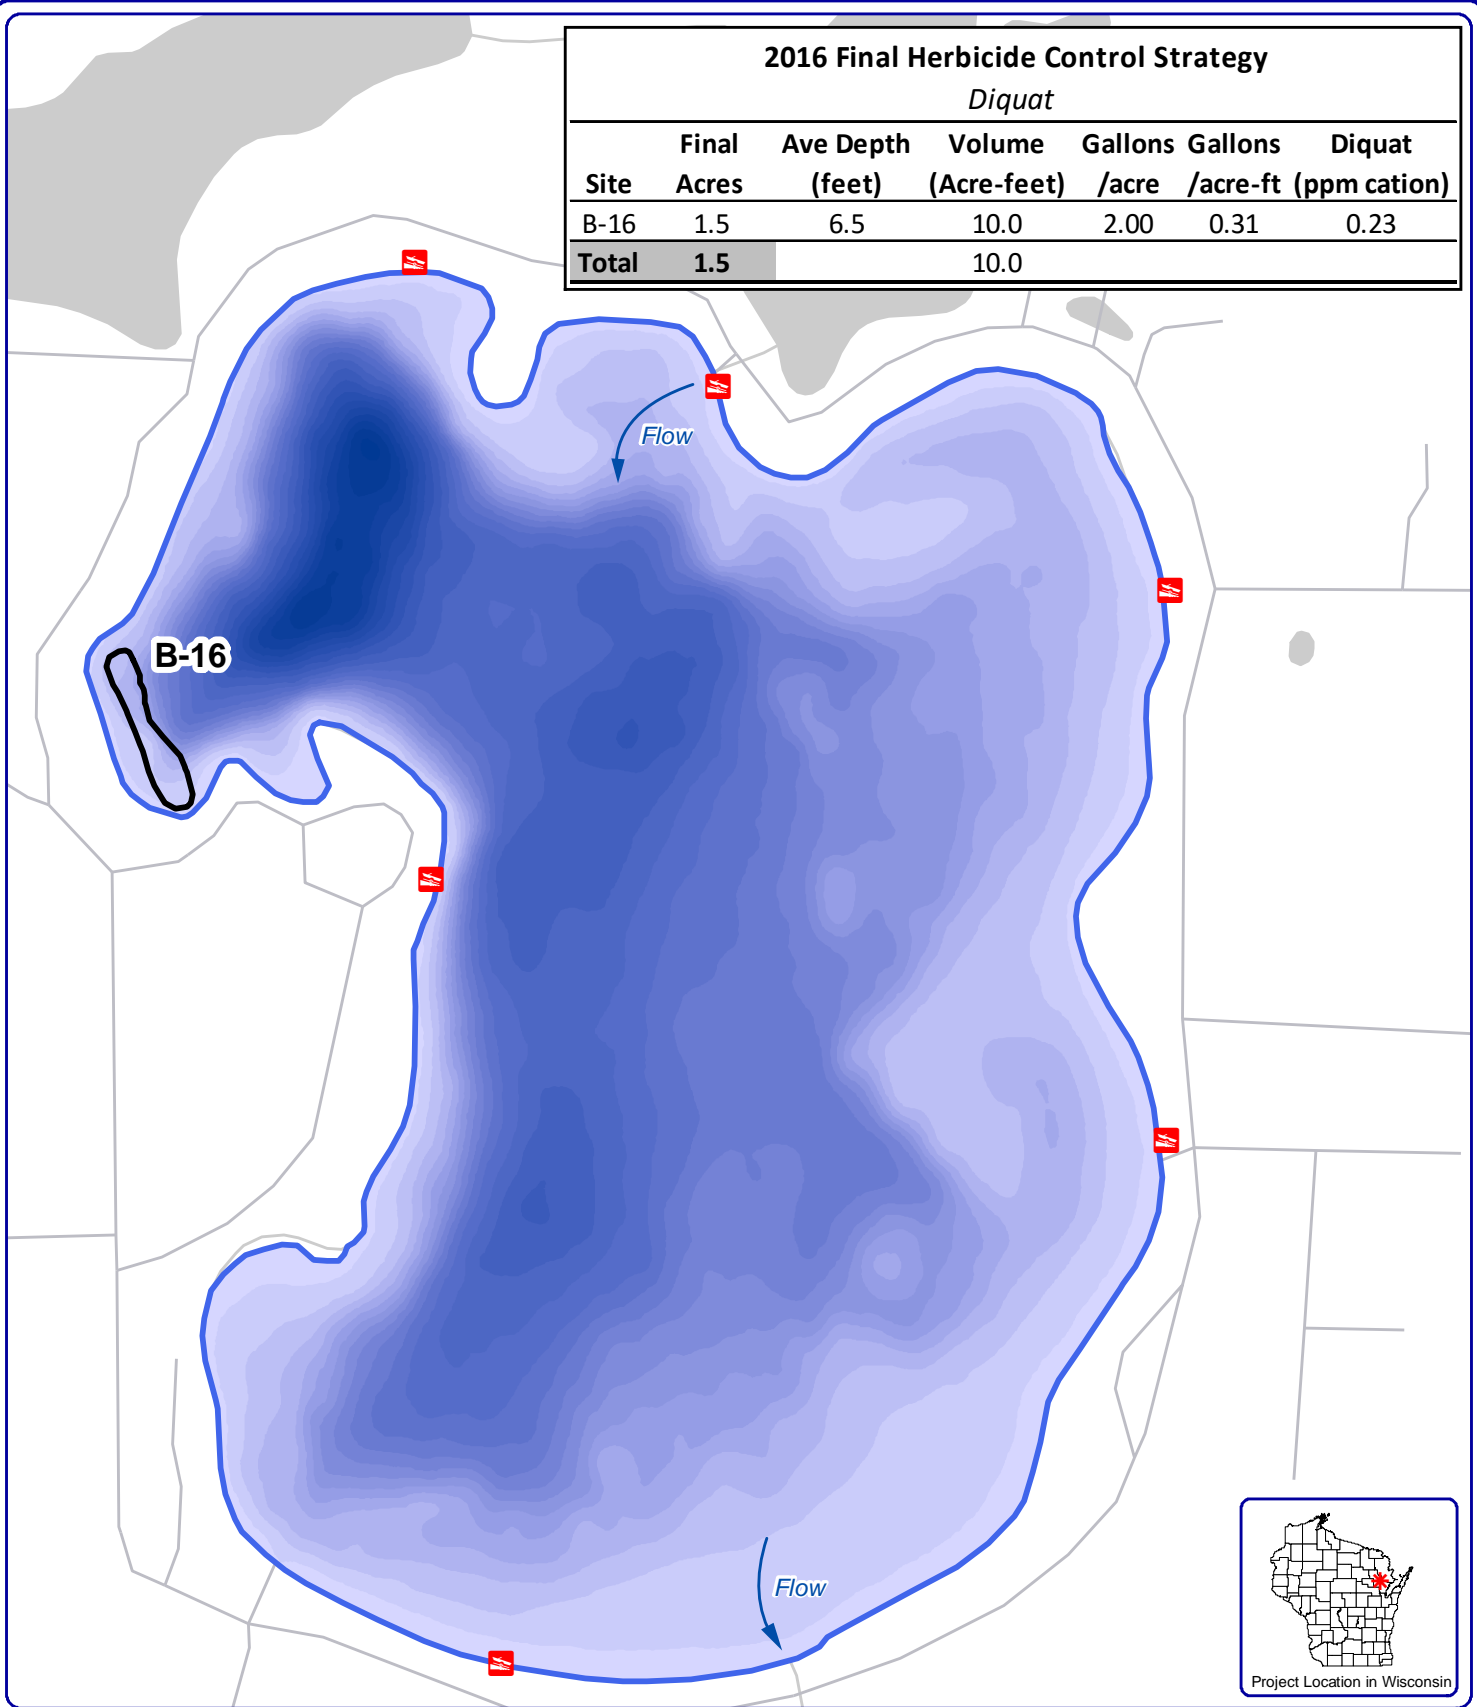 2016 Final Herbicide Control Strategy
Diquat
Final Ave Depth Volume Gallons Gallons Diquat
Site Acres (feet) (Acre-feet) /acre /acre-ft (ppm cation)
B-16 1.5 6.5 10.0 2.00 0.31 0.23
Total 1.5 10.0
Flow
B-16
Flow
Project Location in Wisconsin